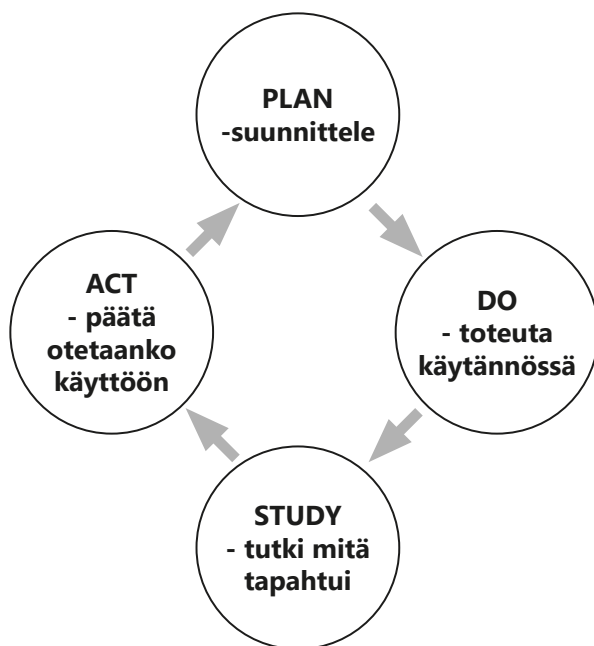 PLAN
-suunnittele
DO
- toteuta
käytännössä
STUDY
- tutki mitä
tapahtui
ACT
- päätä
otetaanko
käyttöön